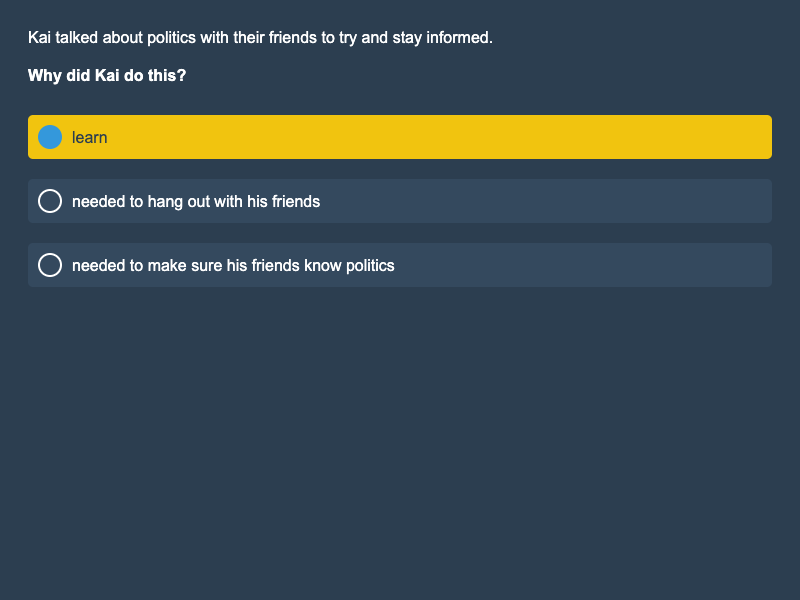 Kai talked about politics with their friends to try and stay informed.
Why did Kai do this?
learn
needed to hang out with his friends
needed to make sure his friends know politics